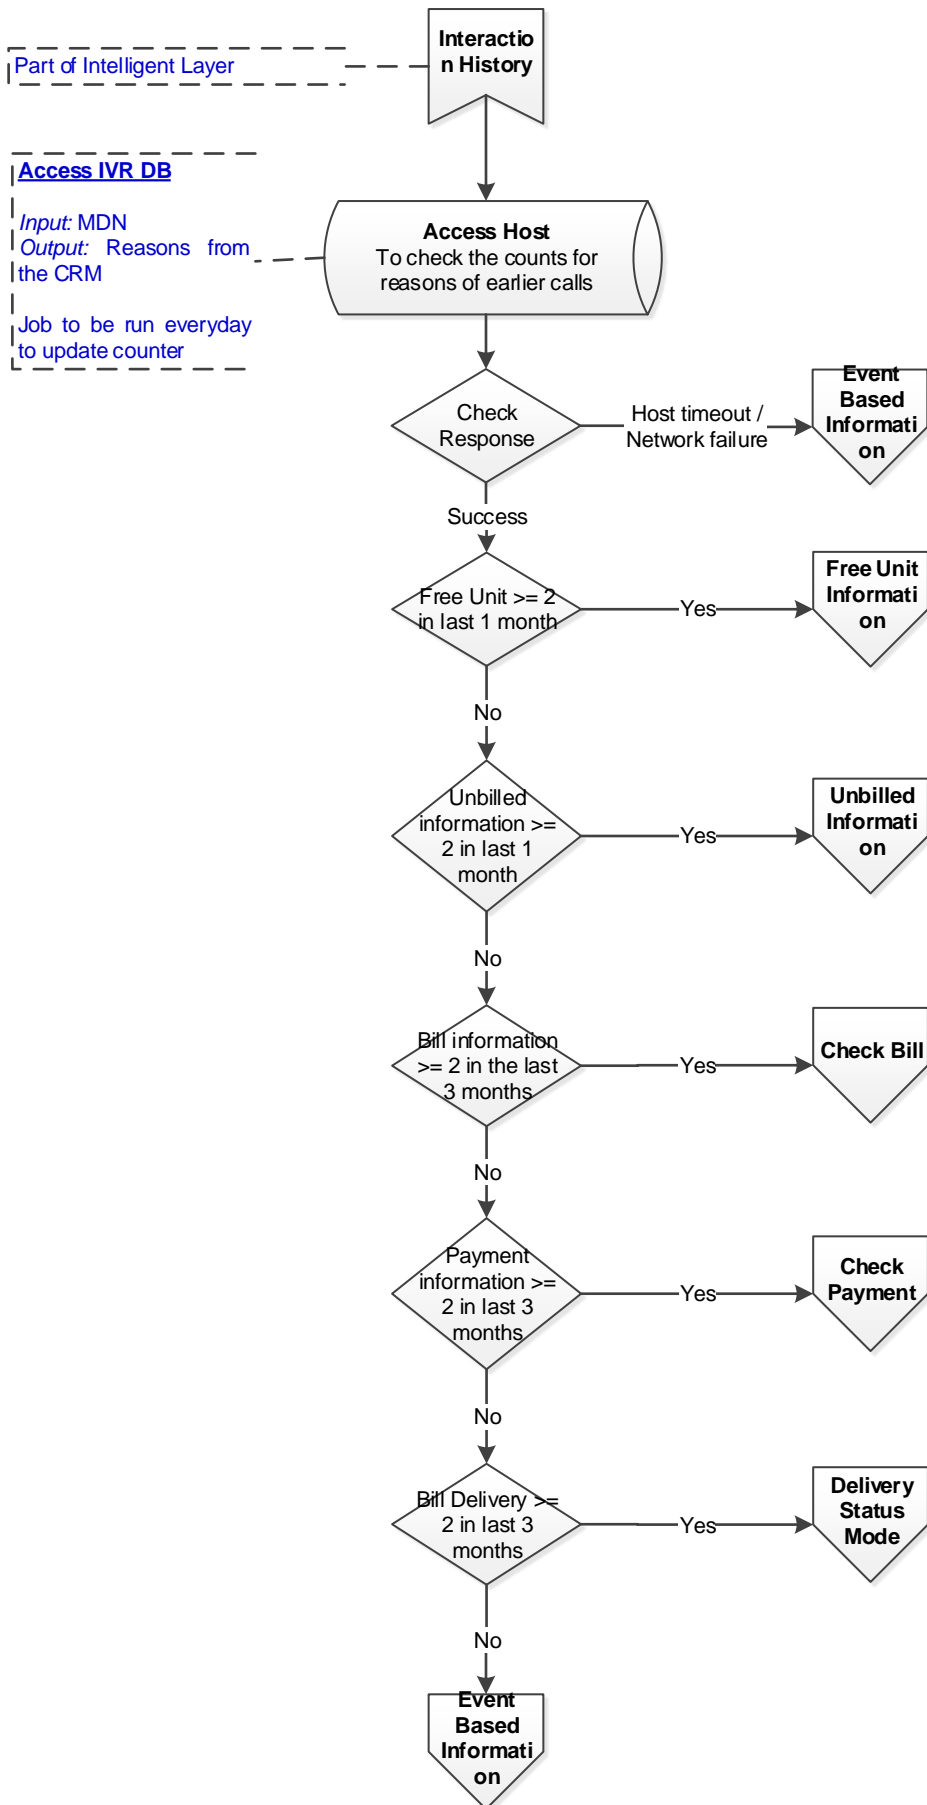 Interactio
n History
Part of Intelligent Layer
Access IVR DB
Input: MDN
Output: Reasons from
the CRM
Job to be run everyday
to update counter
Access Host
To check the counts for
reasons of earlier calls
Check
Response
Host timeout /
Network failure
Event
Based
Informati
on
Success
Free Unit >= 2
in last 1 month
Yes
Free Unit
Informati
on
No
Unbilled
information >=
2 in last 1
month
Yes
Unbilled
Informati
on
No
Bill information
>= 2 in the last
3 months
Yes
Check Bill
No
Payment
information >=
2 in last 3
months
Yes
Check
Payment
No
Bill Delivery >=
2 in last 3
months
Yes
Delivery
Status
Mode
No
Event
Based
Informati
on